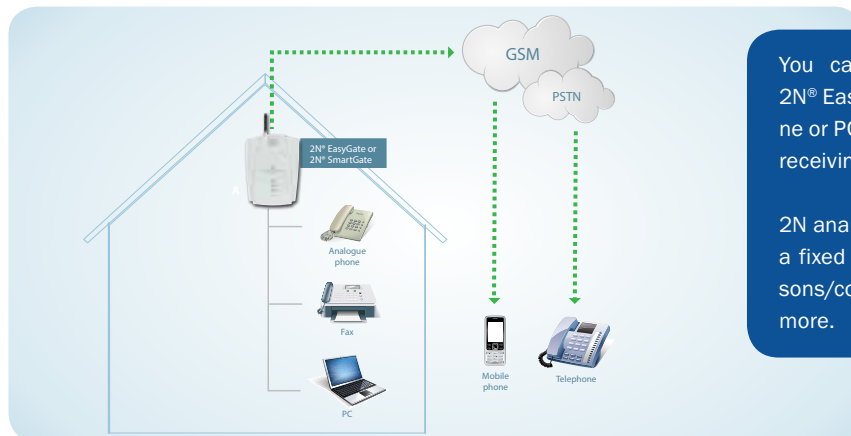 GSM
PSTN
2N® EasyGate or
2N® SmartGate
Analogue
phone
Fax
PC
Mobile
phone
Telephone
You ca
2N® Eas
ne or PC
receivin
2N ana
a fixed
sons/co
more.